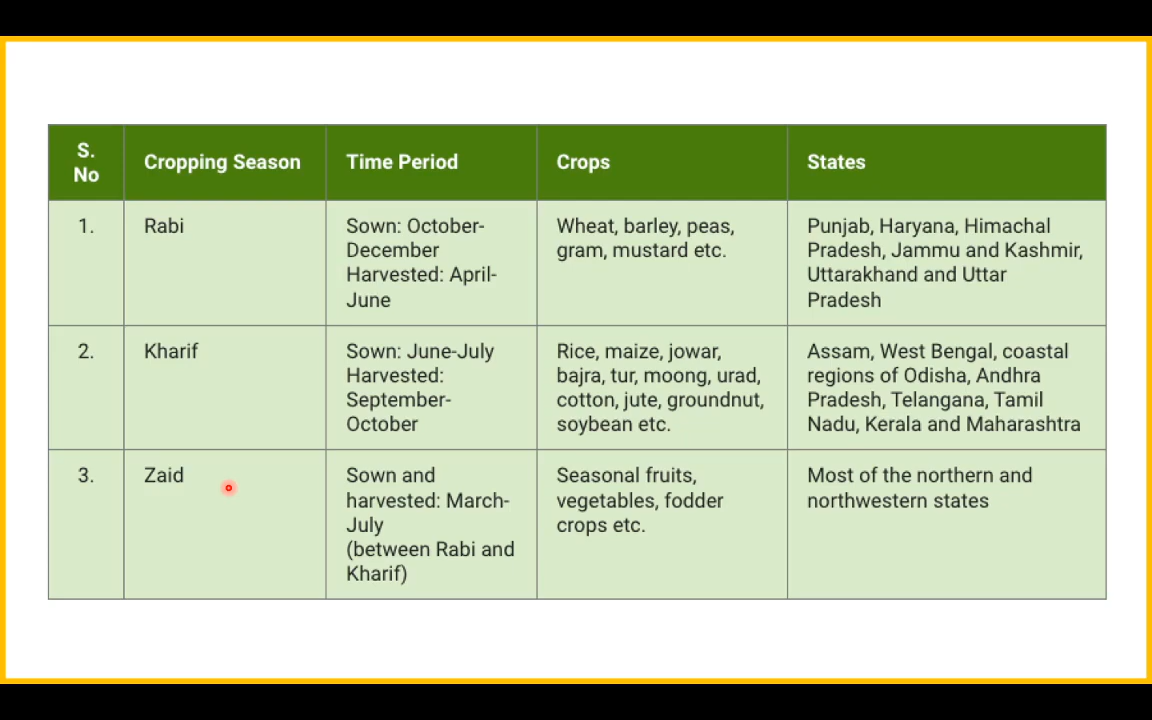 S. No
Cropping Season
Time Period
Crops
States
1.
Rabi
Sown: October-
December
Harvested: April-
June
Wheat, barley, peas,
gram, mustard etc.
Punjab, Haryana, Himachal
Pradesh, Jammu and Kashmir,
Uttarakhand and Uttar
Pradesh
2.
Kharif
Sown: June-July
Harvested:
September-
October
Rice, maize, jowar,
bajra, tur, moong, urad,
cotton, jute, groundnut,
soybean etc.
Assam, West Bengal, coastal
regions of Odisha, Andhra
Pradesh, Telangana, Tamil
Nadu, Kerala and Maharashtra
3.
Zaid
Sown and
harvested: March-
July
(between Rabi and
Kharif)
Seasonal fruits,
vegetables, fodder
crops etc.
Most of the northern and
northwestern states